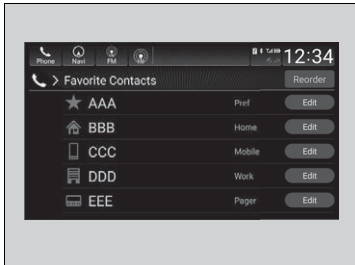 Phone Navi FM 12:34
Favorite Contacts Reorder
AAA Pref Edit
BBB Home Edit
CCC Mobile Edit
DDD Work Edit
EEE Pager Edit